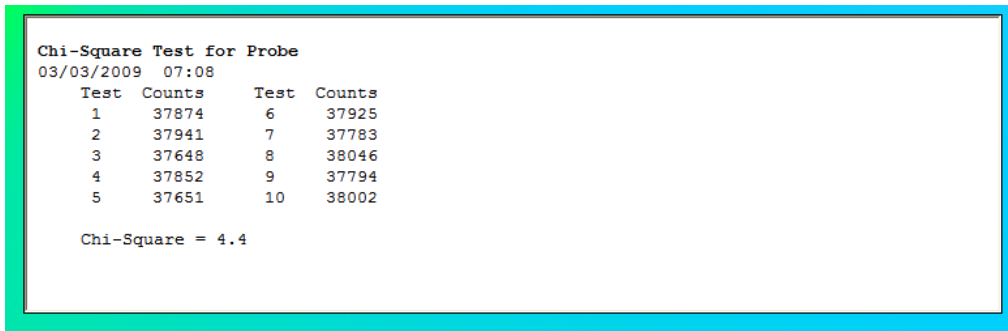 Chi-Square Test for Probe
03/03/2009 07:08
Test Counts Test Counts
1 37874 6 37925
2 37941 7 37783
3 37648 8 38046
4 37852 9 37794
5 37651 10 38002
Chi-Square = 4.4